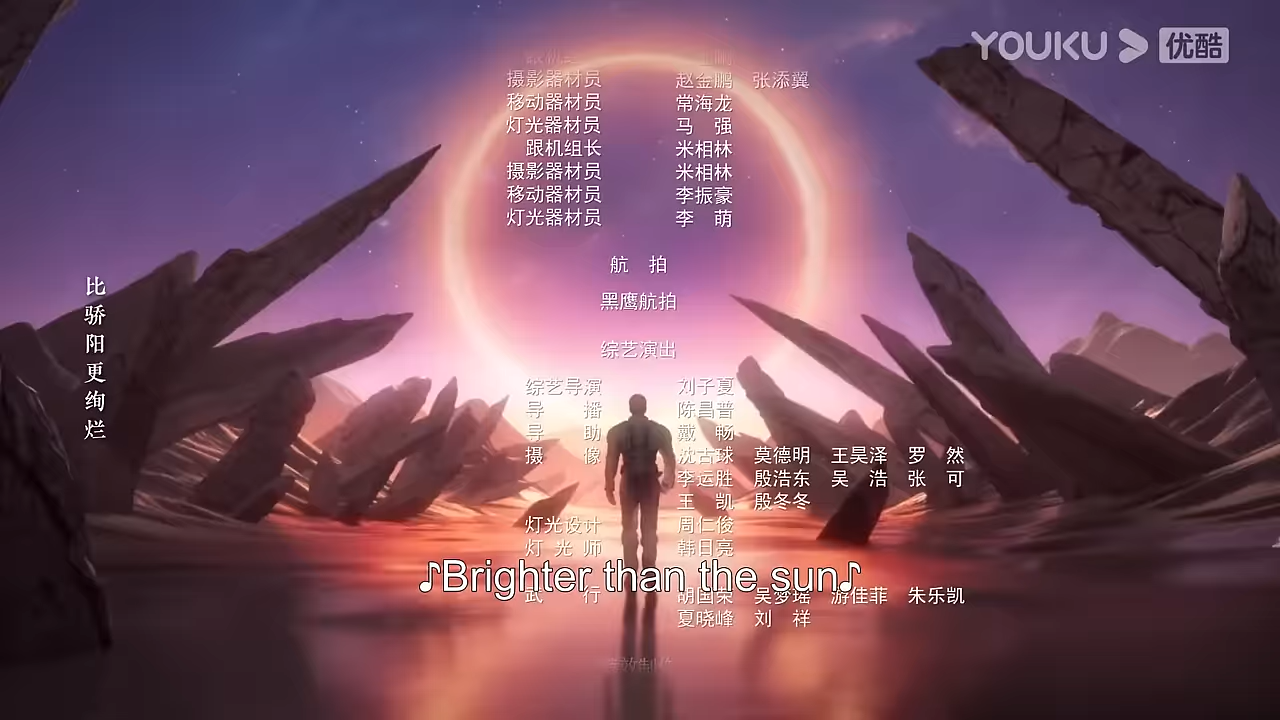 YOUKU 优酷
摄影器材员 赵金鹏 张添翼
移动器材员 常海龙
灯光器材员 马 强
跟机组长 米相林
摄影器材员 米相林
移动器材员 李振豪
灯光器材员 李 萌
航 拍
黑鹰航拍
综艺演出
综艺导演 刘子夏
导 播 陈昌普
导 助 戴 畅
摄 像 沈古球 莫德明 王昊泽 罗 然
李运胜 殷浩东 吴 浩 张 可
王 凯 殷冬冬
灯光设计 周仁俊
灯 光 师 韩日亮
♪Brighter than the sun♪
武 行 胡国荣 吴梦瑶 游佳菲 朱乐凯
夏晓峰 刘 祥
比骄阳更绚烂